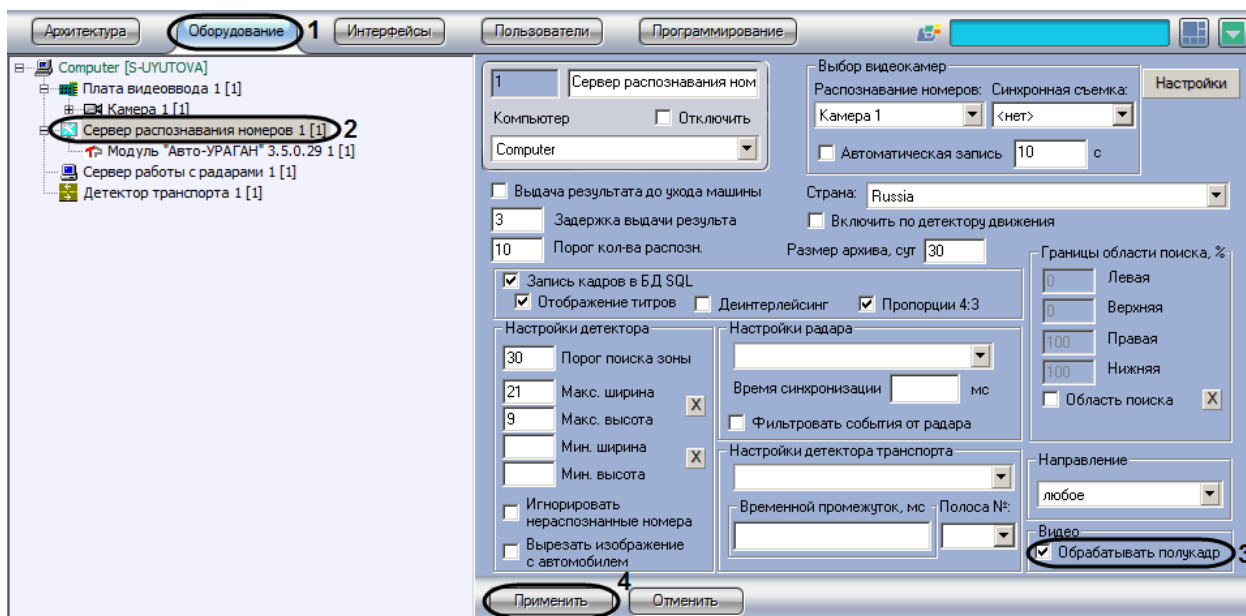 Архитектура Оборудование 1 Интерфейсы Пользователи Программирование
Computer [S-UYUTOVA]
Плата видеоввода 1 [1]
Камера 1 [1]
Сервер распознавания номеров 1 [1] 2
Модуль "Авто-УРАГАН" 3.5.0.29 1 [1]
Сервер работы с радарами 1 [1]
Детектор транспорта 1 [1]
1 Сервер распознавания ном
Компьютер Отключить
Computer
Выбор видеокамер
Распознавание номеров: Синхронная съемка:
Камера 1 <нет>
Автоматическая запись 10 с
Настройки
Выдача результата до ухода машины
3 Задержка выдачи результа
10 Порог кол-ва распозн.
Страна: Russia
Включить по детектору движения
Размер архива, сут 30
Запись кадров в БД SQL
Отображение титров Деинтерлейсинг Пропорции 4:3
Границы области поиска, %
0 Левая
0 Верхняя
100 Правая
100 Нижняя
Область поиска X
Настройки детектора
30 Порог поиска зоны
21 Макс. ширина
X
9 Макс. высота
Мин. ширина
X
Мин. высота
Игнорировать
нераспознанные номера
Вырезать изображение
с автомобилем
Настройки радара
Время синхронизации мс
Фильтровать события от радара
Настройки детектора транспорта
Временной промежуток, мс Полоса №:
Направление
любое
Видео
Обрабатывать полукадр 3
4
Применить Отменить